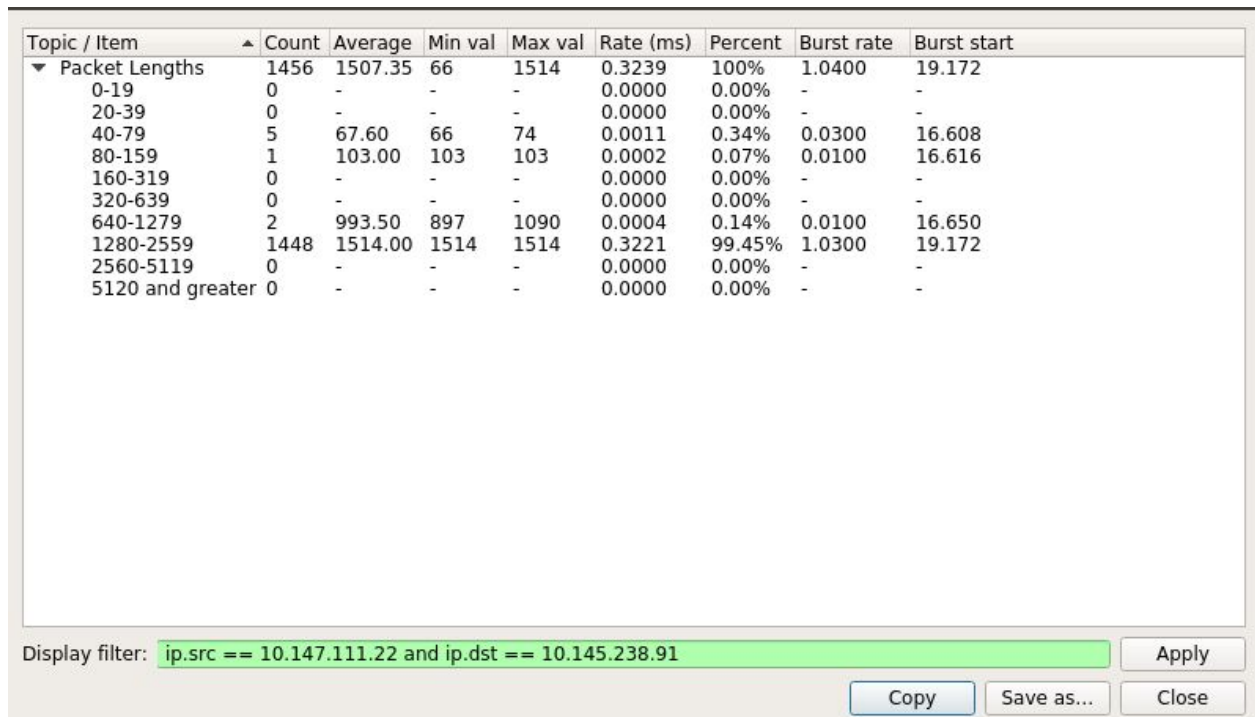 Topic / Item Count Average Min val Max val Rate (ms) Percent Burst rate Burst start
Packet Lengths 1456 1507.35 66 1514 0.3239 100% 1.0400 19.172
0-19 0 - - - 0.0000 0.00% - -
20-39 0 - - - 0.0000 0.00% - -
40-79 5 67.60 66 74 0.0011 0.34% 0.0300 16.608
80-159 1 103.00 103 103 0.0002 0.07% 0.0100 16.616
160-319 0 - - - 0.0000 0.00% - -
320-639 0 - - - 0.0000 0.00% - -
640-1279 2 993.50 897 1090 0.0004 0.14% 0.0100 16.650
1280-2559 1448 1514.00 1514 1514 0.3221 99.45% 1.0300 19.172
2560-5119 0 - - - 0.0000 0.00% - -
5120 and greater 0 - - - 0.0000 0.00% - -
Display filter: ip.src == 10.147.111.22 and ip.dst == 10.145.238.91 Apply
Copy Save as... Close